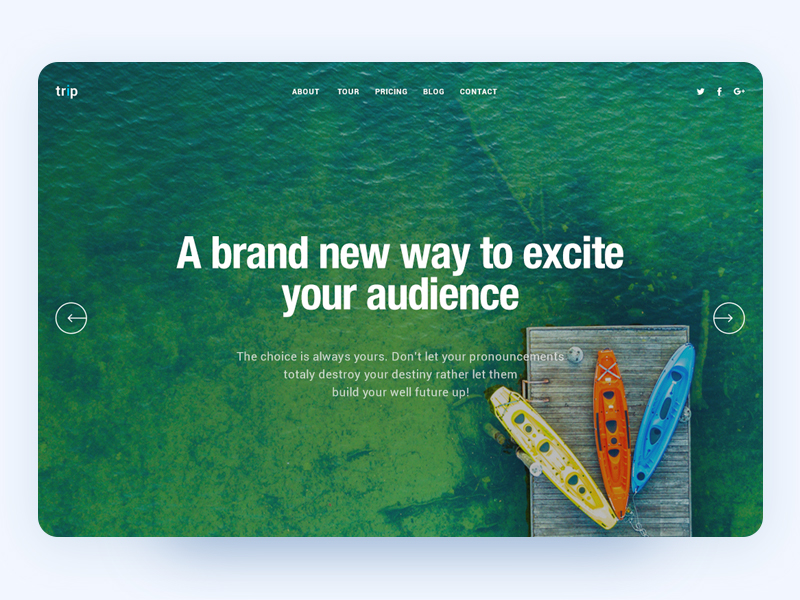 trip
ABOUT TOUR PRICING BLOG CONTACT
A brand new way to excite
your audience
The choice is always yours. Don't let your pronouncements
totaly destroy your destiny rather let them
build your well future up!